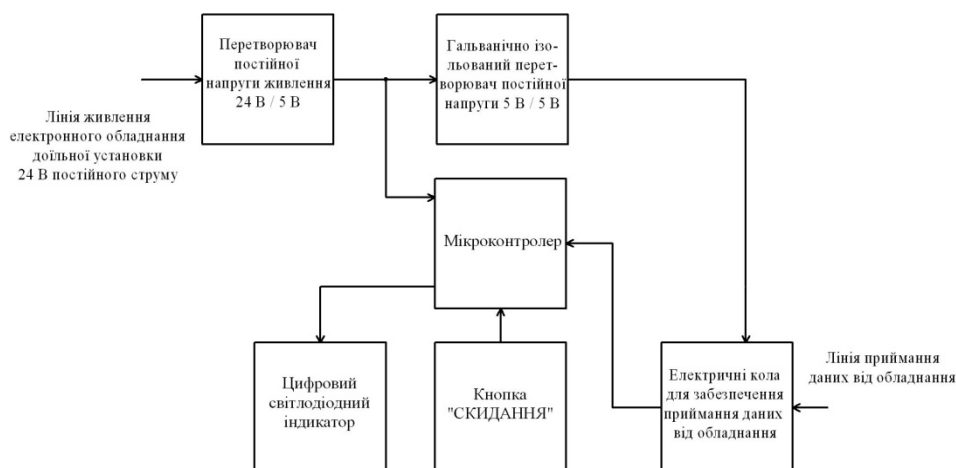 Перетворювач
постійної
напруги живлення
24 В / 5 В
Гальванічно ізо-
льований перет-
ворювач постійної
напруги 5 В / 5 В
Лінія живлення
електронного обладнання
доїльної установки
24 В постійного струму
Мікроконтролер
Цифровий
світлодіодний
індикатор
Кнопка
"СКИДАННЯ"
Електричні кола
для забезпечення
приймання даних
від обладнання
Лінія приймання
даних від обладнання